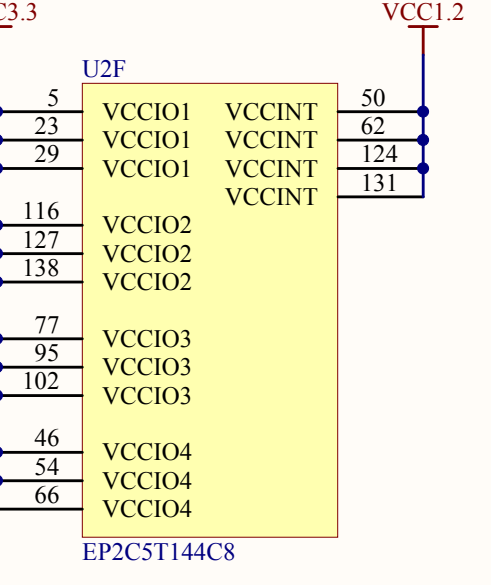 C3.3
VCC1.2
U2F
5 VCCIO1 VCCINT 50
23 VCCIO1 VCCINT 62
29 VCCIO1 VCCINT 124
VCCINT 131
116 VCCIO2
127 VCCIO2
138 VCCIO2
77 VCCIO3
95 VCCIO3
102 VCCIO3
46 VCCIO4
54 VCCIO4
66 VCCIO4
EP2C5T144C8